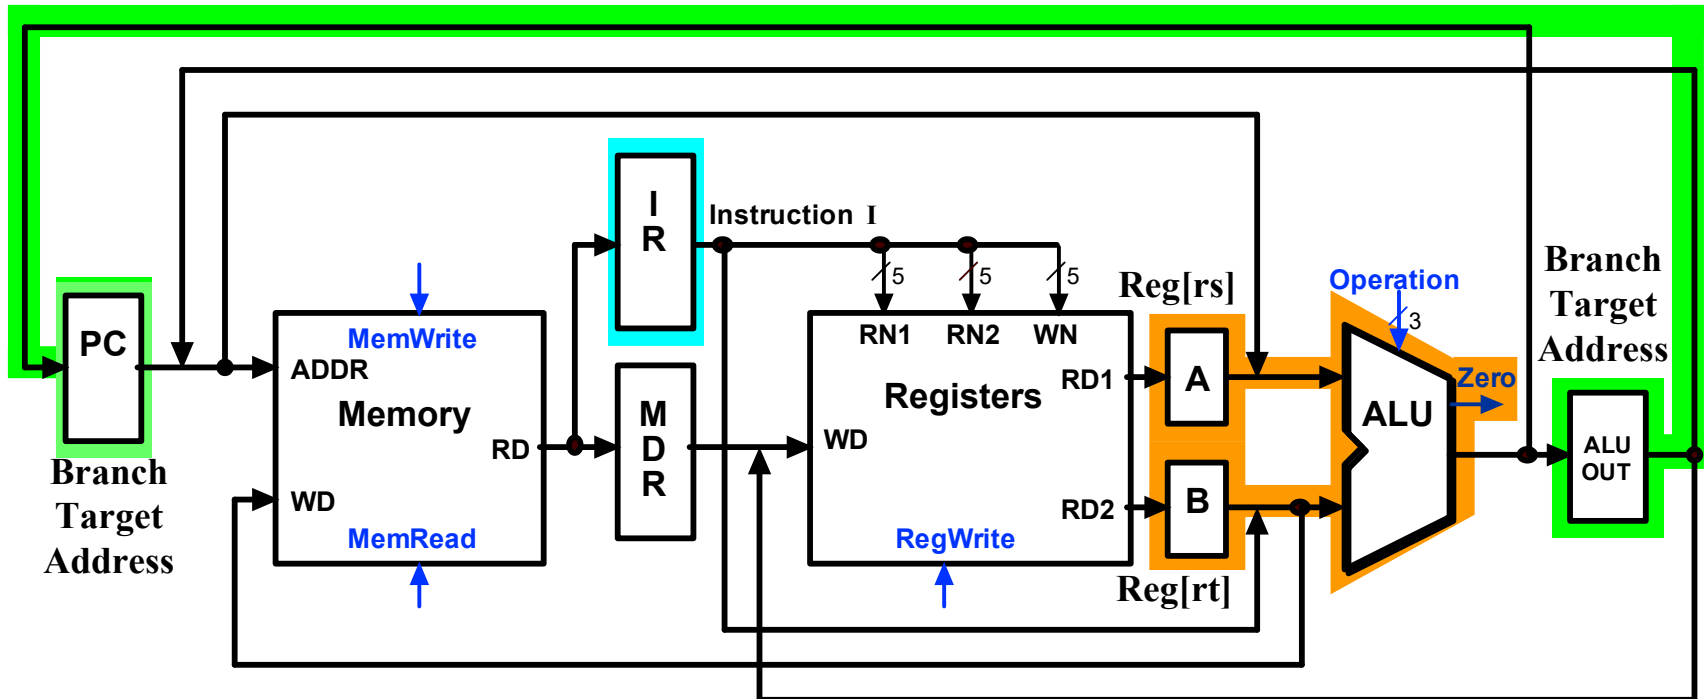 I
R
Instruction I
5
5
5
PC
Branch
Target
Address
MemWrite
ADDR
Memory
RD
WD
MemRead
M
D
R
RN1
RN2
WN
RD1
Registers
WD
RD2
RegWrite
Reg[rs]
A
B
Reg[rt]
Operation
3
Zero
ALU
Branch
Target
Address
ALU
OUT